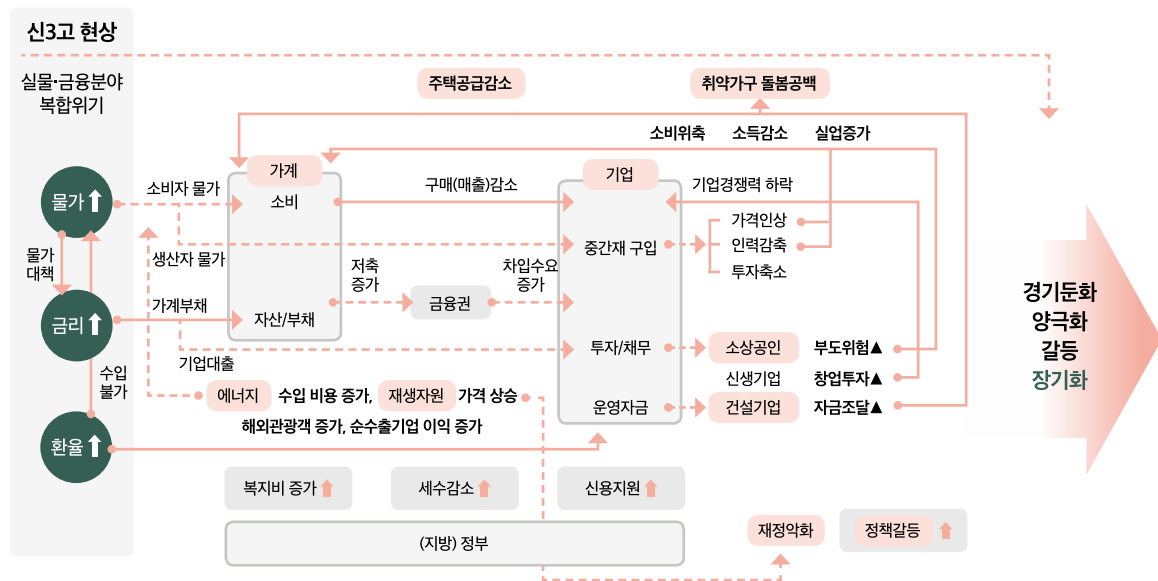 신3고 현상
실물·금융분야
복합위기
주택공급감소
취약가구 돌봄공백
소비위축 소득감소 실업증가
물가
소비자 물가
가계
소비
구매(매출)감소
기업
기업경쟁력 하락
가격인상
인력감축
투자축소
중간재 구입
물가
대책
생산자 물가
저축
증가
차입수요
증가
금융권
가계부채
자산/부채
금리
기업대출
투자/채무
소상공인 부도위험▲
신생기업 창업투자▲
운영자금
건설기업 자금조달▲
수입
불가
에너지 수입 비용 증가, 재생자원 가격 상승
해외관광객 증가, 순수출기업 이익 증가
환율
복지비 증가
세수감소
신용지원
(지방) 정부
재정악화
정책갈등
경기둔화
양극화
갈등
장기화